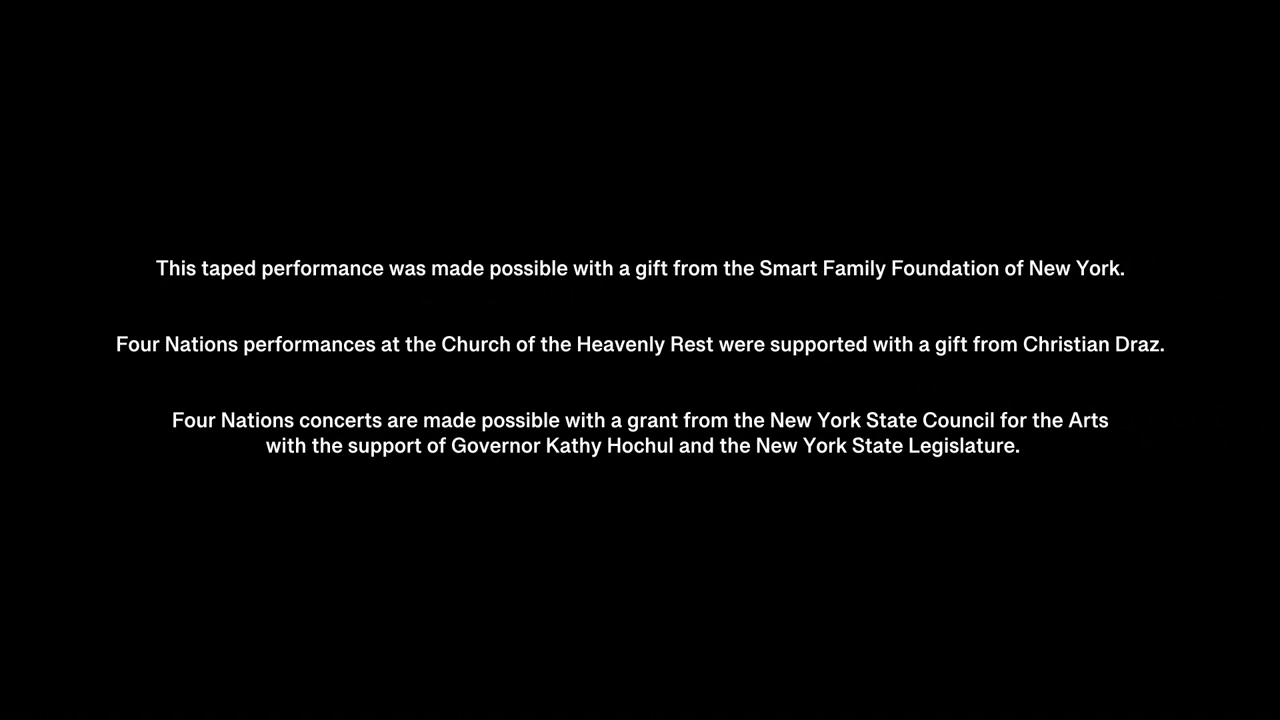 This taped performance was made possible with a gift from the Smart Family Foundation of New York.
Four Nations performances at the Church of the Heavenly Rest were supported with a gift from Christian Draz.
Four Nations concerts are made possible with a grant from the New York State Council for the Arts
with the support of Governor Kathy Hochul and the New York State Legislature.